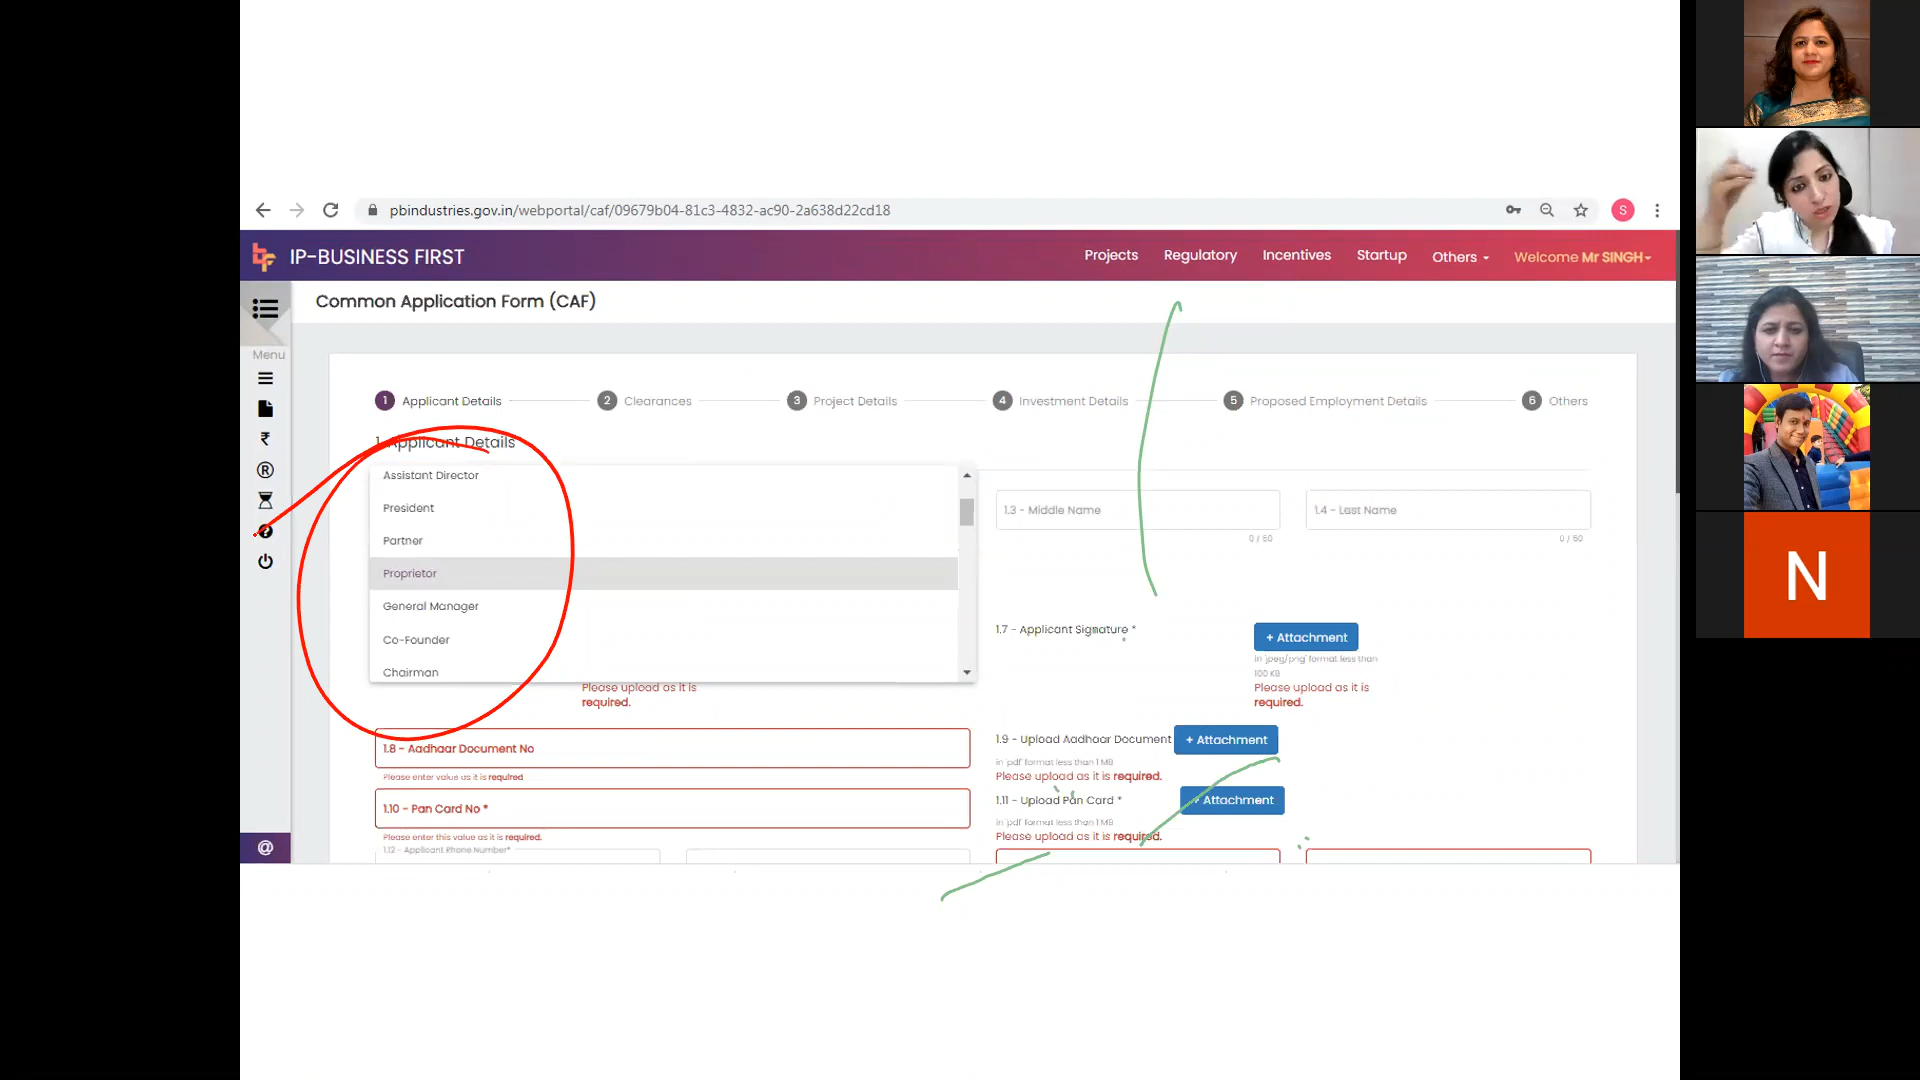 pbindustries.gov.in/webportal/caf/09679b04-81c3-4832-ac90-2a638d22cd18
S
IP-BUSINESS FIRST
Projects Regulatory Incentives Startup Others Welcome Mr SINGH
Common Application Form (CAF)
Menu
1 Applicant Details 2 Clearances 3 Project Details 4 Investment Details 5 Proposed Employment Details 6 Others
1. Applicant Details
Assistant Director
President
Partner
Proprietor
General Manager
Co-Founder
Chairman
1.3 - Middle Name
0 / 50
1.4 - Last Name
0 / 50
Please upload as it is
required.
1.7 - Applicant Signature *
+ Attachment
in 'jpeg/png' format less than
100 KB
Please upload as it is
required.
1.8 - Aadhaar Document No
Please enter value as it is required
1.9 - Upload Aadhaar Document
+ Attachment
in 'pdf' format less than 1 MB
Please upload as it is required.
1.10 - Pan Card No *
Please enter this value as it is required.
1.11 - Upload Pan Card *
+ Attachment
in 'pdf' format less than 1 MB
Please upload as it is required.
1.12 - Applicant Phone Number*
@
N